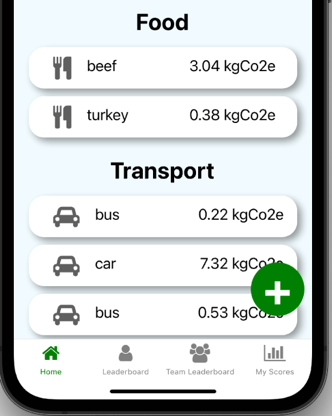 Food
beef 3.04 kgCo2e
turkey 0.38 kgCo2e
Transport
bus 0.22 kgCo2e
car 7.32 kgCo2e
bus 0.53 kgCo2e
Home Leaderboard Team Leaderboard My Scores